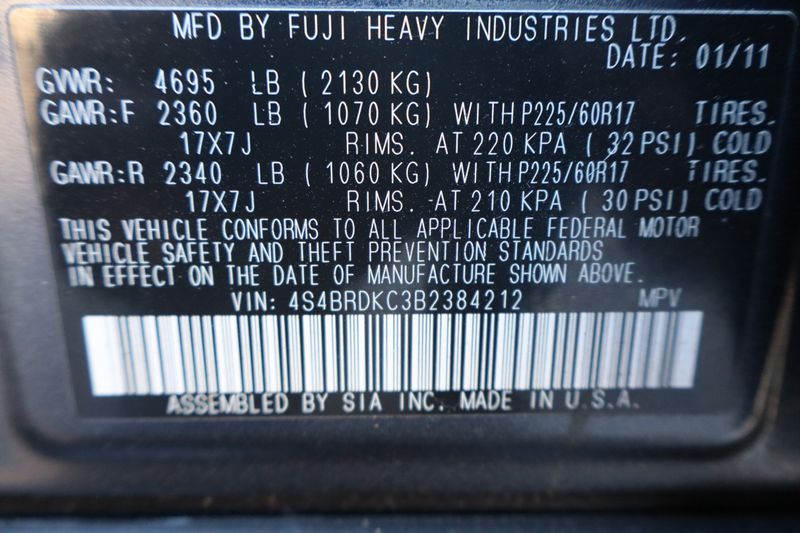 MFD BY FUJI HEAVY INDUSTRIES LTD.
DATE: 01/11
GVWR: 4695 LB ( 2130 KG)
GAWR:F 2360 LB ( 1070 KG) WITH P225/60R17 TIRES.
17X7J RIMS. AT 220 KPA ( 32 PSI) COLD
GAWR:R 2340 LB ( 1060 KG) WITH P225/60R17 TIRES.
17X7J RIMS. AT 210 KPA ( 30 PSI) COLD
THIS VEHICLE CONFORMS TO ALL APPLICABLE FEDERAL MOTOR
VEHICLE SAFETY AND THEFT PREVENTION STANDARDS
IN EFFECT ON THE DATE OF MANUFACTURE SHOWN ABOVE.
VIN: 4S4BRDKC3B2384212 MPV
ASSEMBLED BY SIA INC. MADE IN U.S.A.